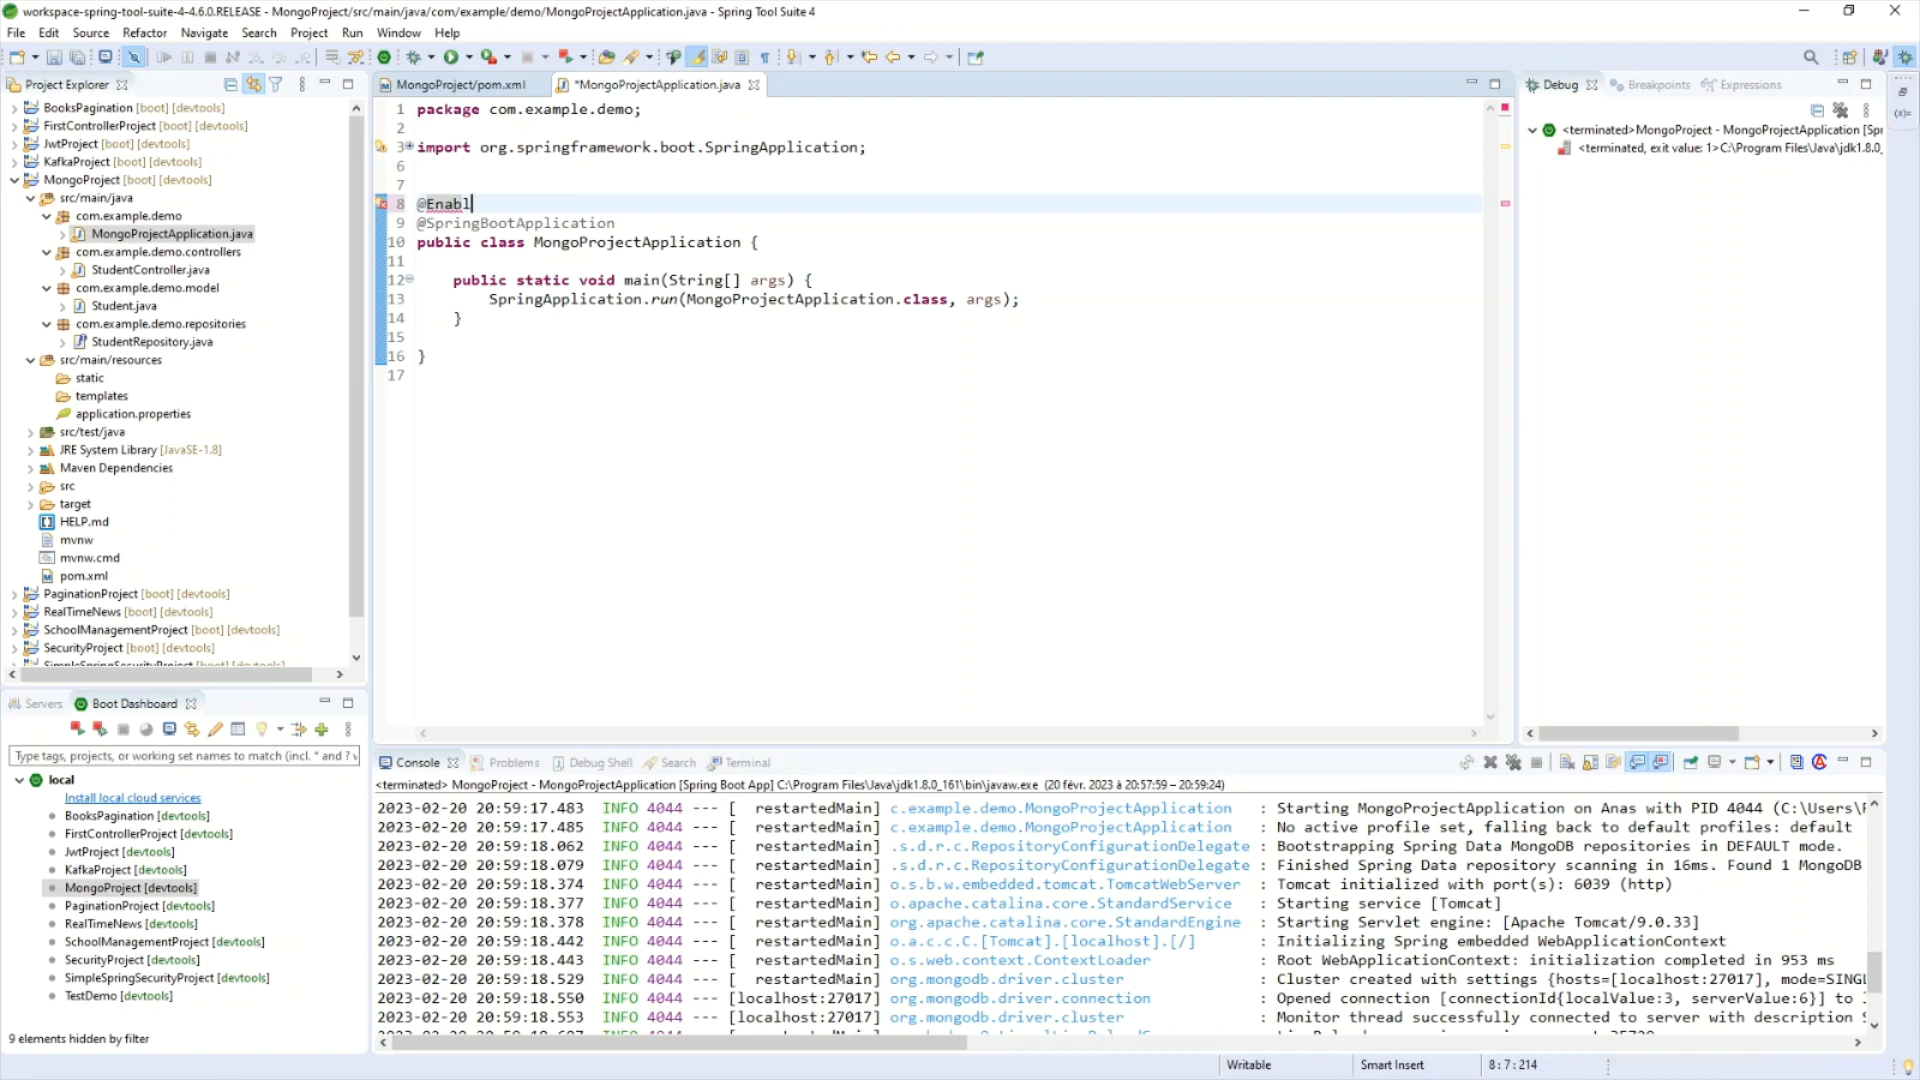 workspace-spring-tool-suite-4-4.6.0.RELEASE - MongoProject/src/main/java/com/example/demo/MongoProjectApplication.java - Spring Tool Suite 4
File Edit Source Refactor Navigate Search Project Run Window Help
Project Explorer
BooksPagination [boot] [devtools]
FirstControllerProject [boot] [devtools]
JwtProject [boot] [devtools]
KafkaProject [boot] [devtools]
MongoProject [boot] [devtools]
src/main/java
com.example.demo
MongoProjectApplication.java
com.example.demo.controllers
StudentController.java
com.example.demo.model
Student.java
com.example.demo.repositories
StudentRepository.java
src/main/resources
static
templates
application.properties
src/test/java
JRE System Library [JavaSE-1.8]
Maven Dependencies
src
target
HELP.md
mvnw
mvnw.cmd
pom.xml
PaginationProject [boot] [devtools]
RealTimeNews [boot] [devtools]
SchoolManagementProject [boot] [devtools]
SecurityProject [boot] [devtools]
SimpleSpringSecurityProject [boot] [devtools]
MongoProject/pom.xml *MongoProjectApplication.java
1 package com.example.demo;
2
3 import org.springframework.boot.SpringApplication;
6
7
8 @Enabl
9 @SpringBootApplication
10 public class MongoProjectApplication {
11
12 public static void main(String[] args) {
13 SpringApplication.run(MongoProjectApplication.class, args);
14 }
15
16 }
17
Debug Breakpoints Expressions
<terminated>MongoProject - MongoProjectApplication [Spr
<terminated, exit value: 1>C:\Program Files\Java\jdk1.8.0_
(x)=
Servers Boot Dashboard
Type tags, projects, or working set names to match (incl. * and ? v
local
Install local cloud services
BooksPagination [devtools]
FirstControllerProject [devtools]
JwtProject [devtools]
KafkaProject [devtools]
MongoProject [devtools]
PaginationProject [devtools]
RealTimeNews [devtools]
SchoolManagementProject [devtools]
SecurityProject [devtools]
SimpleSpringSecurityProject [devtools]
TestDemo [devtools]
9 elements hidden by filter
Console Problems Debug Shell Search Terminal
<terminated> MongoProject - MongoProjectApplication [Spring Boot App] C:\Program Files\Java\jdk1.8.0_161\bin\javaw.exe (20 févr. 2023 à 20:57:59 – 20:59:24)
2023-02-20 20:59:17.483 INFO 4044 --- [ restartedMain] c.example.demo.MongoProjectApplication : Starting MongoProjectApplication on Anas with PID 4044 (C:\Users\
2023-02-20 20:59:17.485 INFO 4044 --- [ restartedMain] c.example.demo.MongoProjectApplication : No active profile set, falling back to default profiles: default
2023-02-20 20:59:18.062 INFO 4044 --- [ restartedMain] .s.d.r.c.RepositoryConfigurationDelegate : Bootstrapping Spring Data MongoDB repositories in DEFAULT mode.
2023-02-20 20:59:18.079 INFO 4044 --- [ restartedMain] .s.d.r.c.RepositoryConfigurationDelegate : Finished Spring Data repository scanning in 16ms. Found 1 MongoDB
2023-02-20 20:59:18.374 INFO 4044 --- [ restartedMain] o.s.b.w.embedded.tomcat.TomcatWebServer : Tomcat initialized with port(s): 6039 (http)
2023-02-20 20:59:18.377 INFO 4044 --- [ restartedMain] o.apache.catalina.core.StandardService : Starting service [Tomcat]
2023-02-20 20:59:18.378 INFO 4044 --- [ restartedMain] org.apache.catalina.core.StandardEngine : Starting Servlet engine: [Apache Tomcat/9.0.33]
2023-02-20 20:59:18.442 INFO 4044 --- [ restartedMain] o.a.c.c.C.[Tomcat].[localhost].[/] : Initializing Spring embedded WebApplicationContext
2023-02-20 20:59:18.443 INFO 4044 --- [ restartedMain] o.s.web.context.ContextLoader : Root WebApplicationContext: initialization completed in 953 ms
2023-02-20 20:59:18.529 INFO 4044 --- [ restartedMain] org.mongodb.driver.cluster : Cluster created with settings {hosts=[localhost:27017], mode=SINGL
2023-02-20 20:59:18.550 INFO 4044 --- [localhost:27017] org.mongodb.driver.connection : Opened connection [connectionId{localValue:3, serverValue:6}] to
2023-02-20 20:59:18.553 INFO 4044 --- [localhost:27017] org.mongodb.driver.cluster : Monitor thread successfully connected to server with description
Writable Smart Insert 8 : 7 : 214